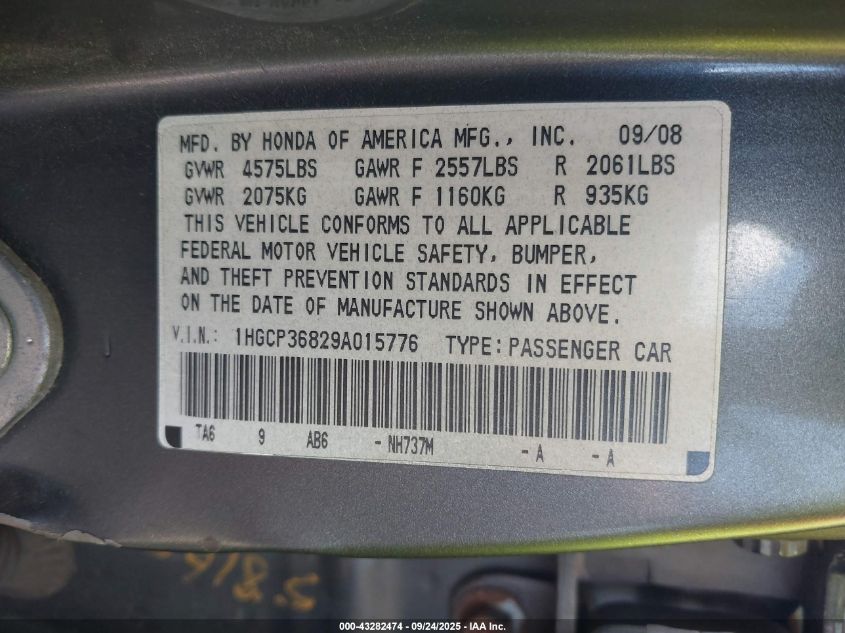 MFD. BY HONDA OF AMERICA MFG., INC. 09/08
GVWR 4575LBS GAWR F 2557LBS R 2061LBS
GVWR 2075KG GAWR F 1160KG R 935KG
THIS VEHICLE CONFORMS TO ALL APPLICABLE
FEDERAL MOTOR VEHICLE SAFETY, BUMPER,
AND THEFT PREVENTION STANDARDS IN EFFECT
ON THE DATE OF MANUFACTURE SHOWN ABOVE.
V.I.N.: 1HGCP36829A015776 TYPE: PASSENGER CAR
TA6 9 AB6 - NH737M - A - A
000-43282474 - 09/24/2025 - IAA Inc.